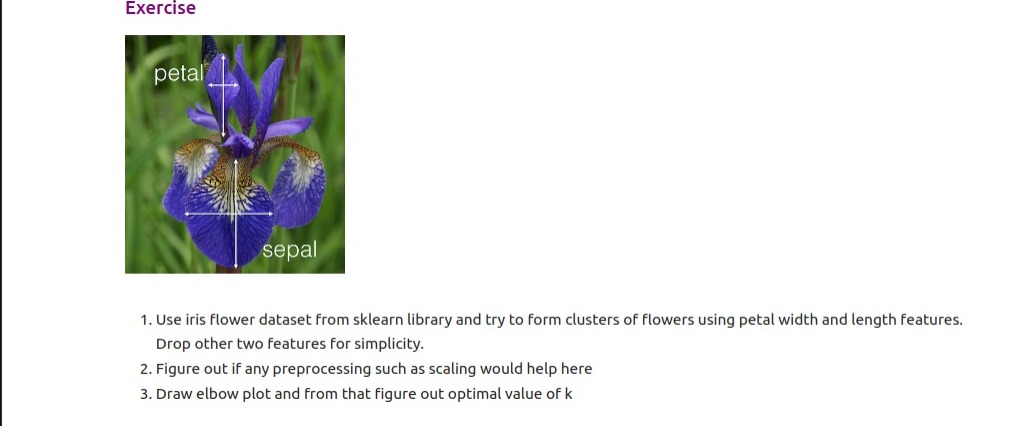 Exercise
petal
sepal
1. Use iris flower dataset from sklearn library and try to form clusters of flowers using petal width and length features.
Drop other two features for simplicity.
2. Figure out if any preprocessing such as scaling would help here
3. Draw elbow plot and from that figure out optimal value of k